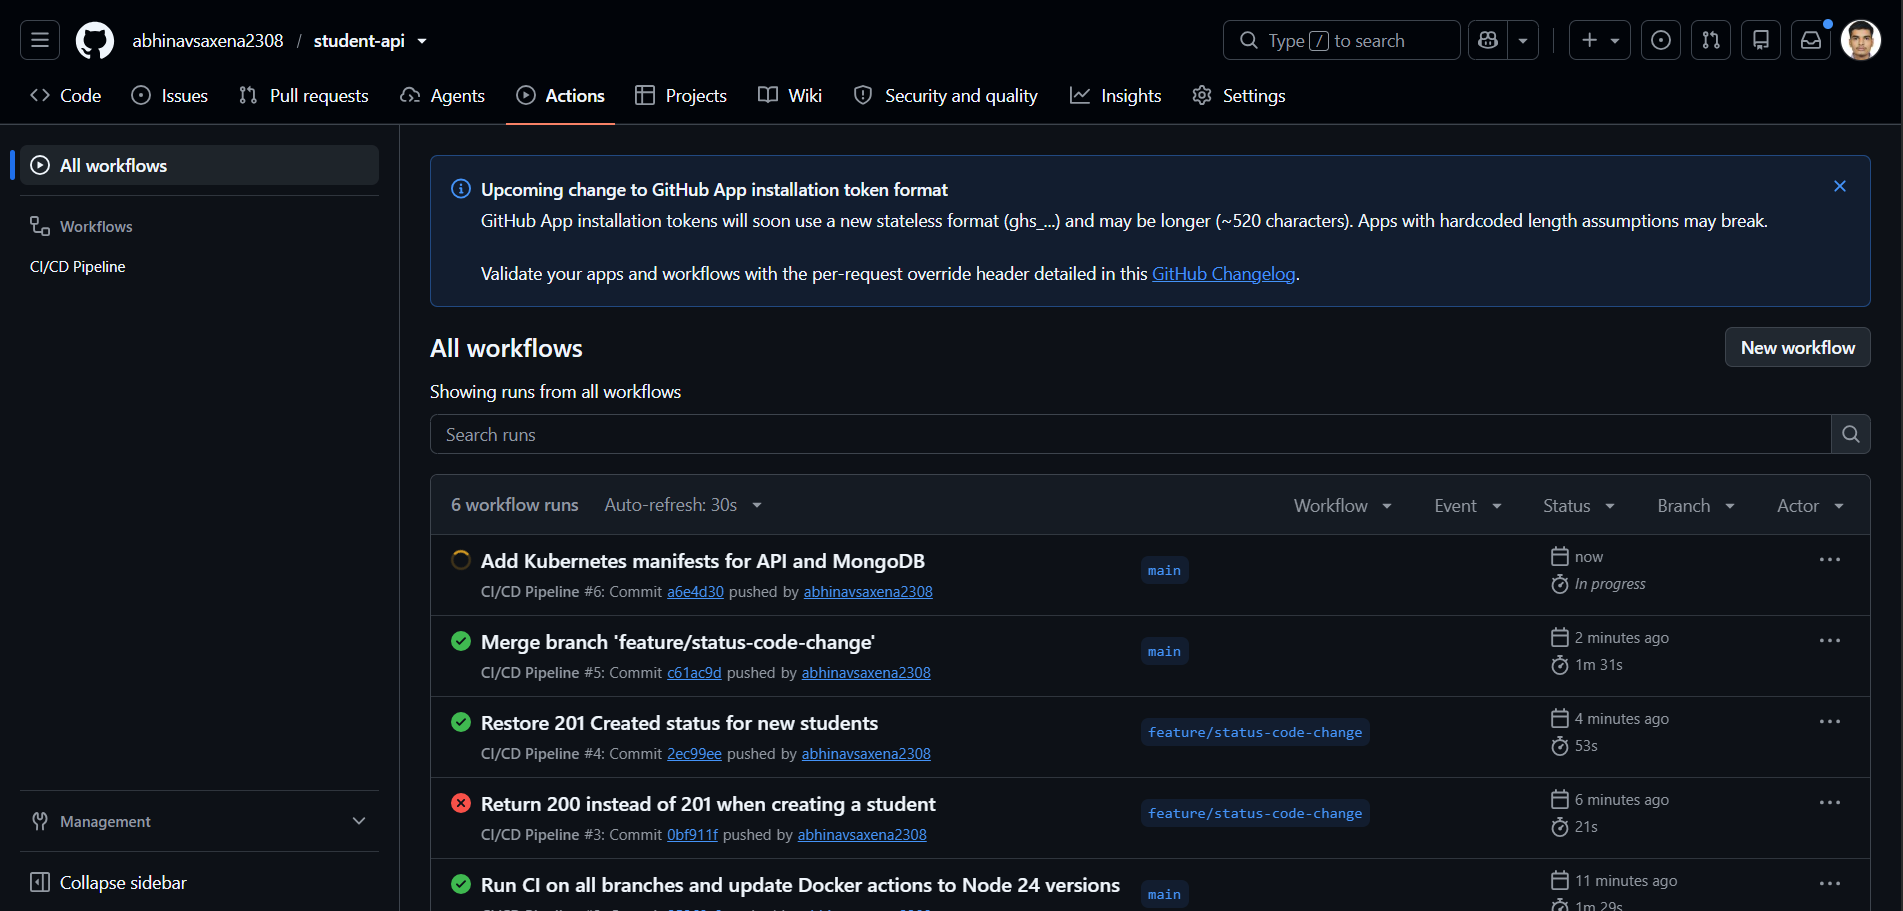 abhinavsaxena2308 / student-api
Type / to search
Code
Issues
Pull requests
Agents
Actions
Projects
Wiki
Security and quality
Insights
Settings
All workflows
Workflows
CI/CD Pipeline
Management
Collapse sidebar
Upcoming change to GitHub App installation token format
GitHub App installation tokens will soon use a new stateless format (ghs_...) and may be longer (~520 characters). Apps with hardcoded length assumptions may break.
Validate your apps and workflows with the per-request override header detailed in this GitHub Changelog.
All workflows
New workflow
Showing runs from all workflows
Search runs
6 workflow runs
Auto-refresh: 30s
Workflow
Event
Status
Branch
Actor
Add Kubernetes manifests for API and MongoDB
CI/CD Pipeline #6: Commit a6e4d30 pushed by abhinavsaxena2308
main
now
In progress
Merge branch 'feature/status-code-change'
CI/CD Pipeline #5: Commit c61ac9d pushed by abhinavsaxena2308
main
2 minutes ago
1m 31s
Restore 201 Created status for new students
CI/CD Pipeline #4: Commit 2ec99ee pushed by abhinavsaxena2308
feature/status-code-change
4 minutes ago
53s
Return 200 instead of 201 when creating a student
CI/CD Pipeline #3: Commit 0bf911f pushed by abhinavsaxena2308
feature/status-code-change
6 minutes ago
21s
Run CI on all branches and update Docker actions to Node 24 versions
main
11 minutes ago
1m 29s